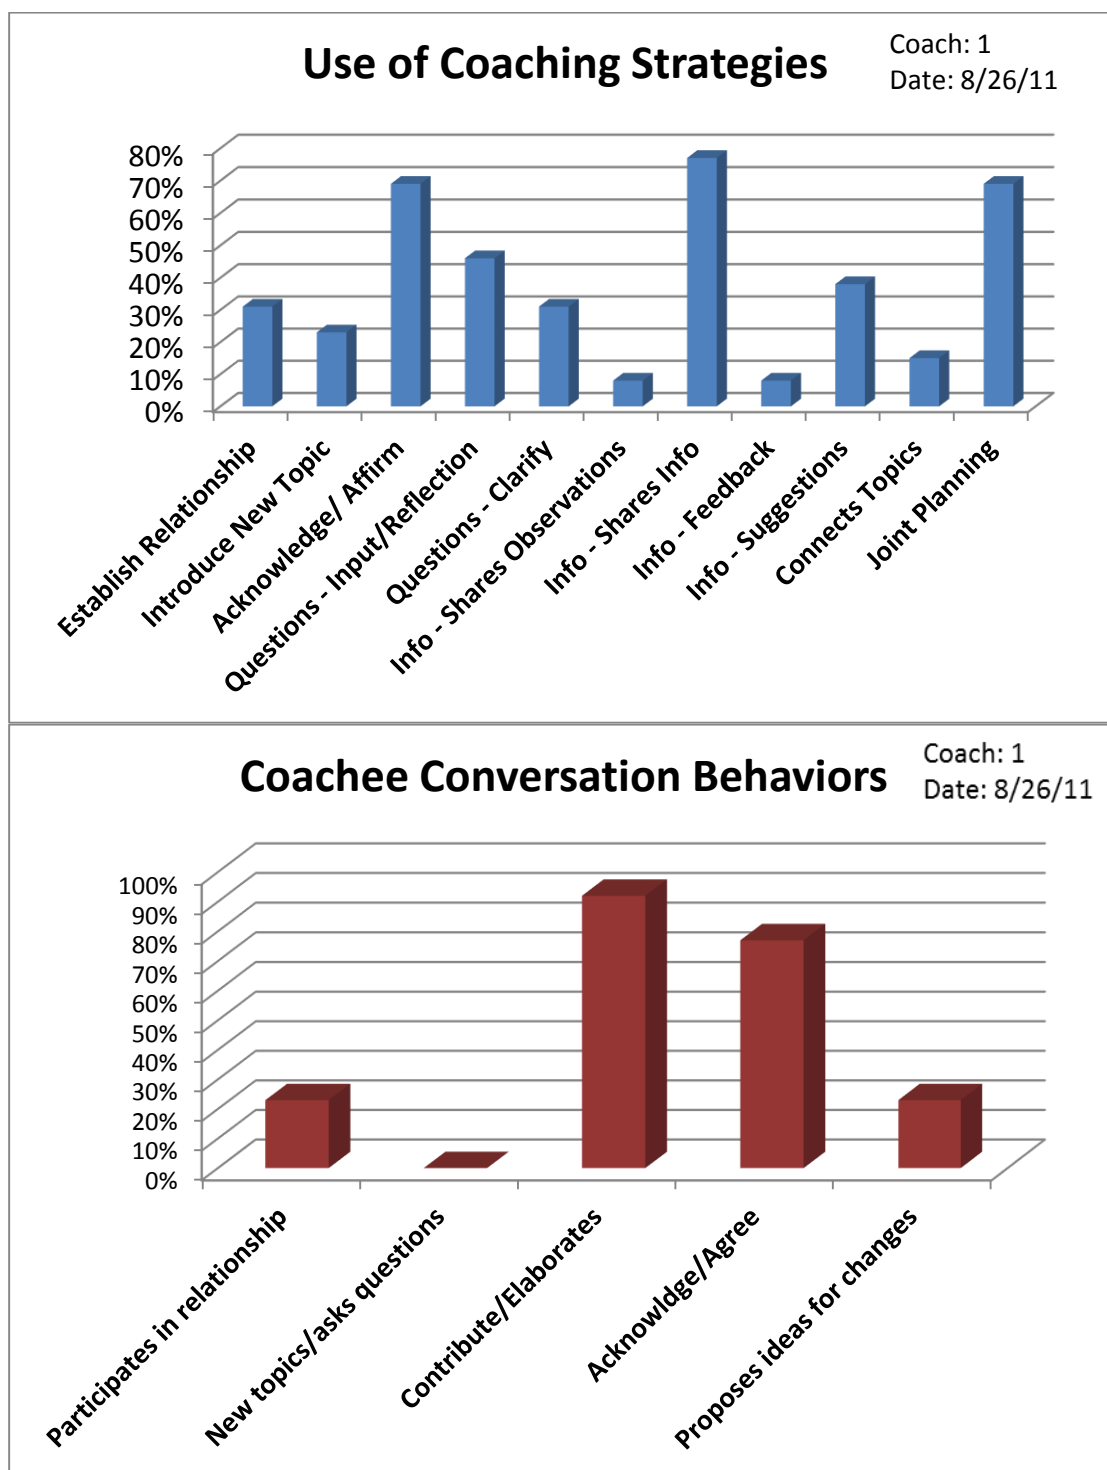 Use of Coaching Strategies
Coach: 1
Date: 8/26/11
80%
70%
60%
50%
40%
30%
20%
10%
0%
Establish Relationship
Introduce New Topic
Acknowledge/ Affirm
Questions - Input/Reflection
Questions - Clarify
Info - Shares Observations
Info - Shares Info
Info - Feedback
Info - Suggestions
Connects Topics
Joint Planning
Coachee Conversation Behaviors
Coach: 1
Date: 8/26/11
100%
90%
80%
70%
60%
50%
40%
30%
20%
10%
0%
Participates in relationship
New topics/asks questions
Contribute/Elaborates
Acknowldge/Agree
Proposes ideas for changes